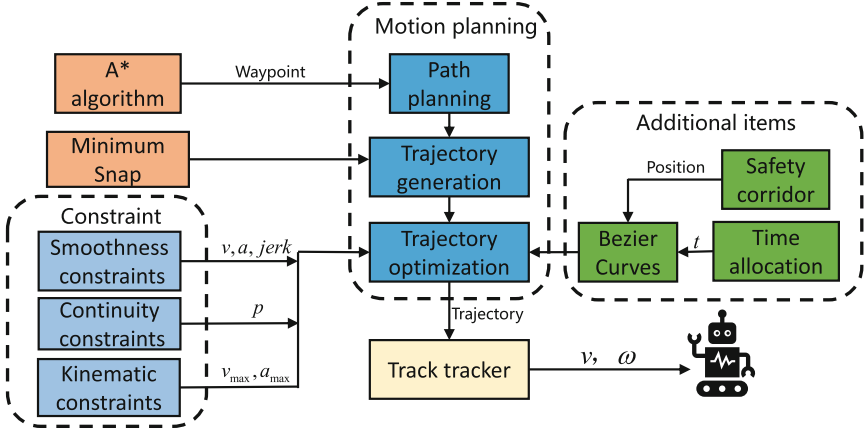 Motion planning
A*
algorithm
Waypoint
Path
planning
Minimum
Snap
Trajectory
generation
Additional items
Position
Safety
corridor
Constraint
Smoothness
constraints
v, a, jerk
Trajectory
optimization
Bezier
Curves
t
Time
allocation
Continuity
constraints
p
Trajectory
Kinematic
constraints
vmax, amax
Track tracker
v, ω